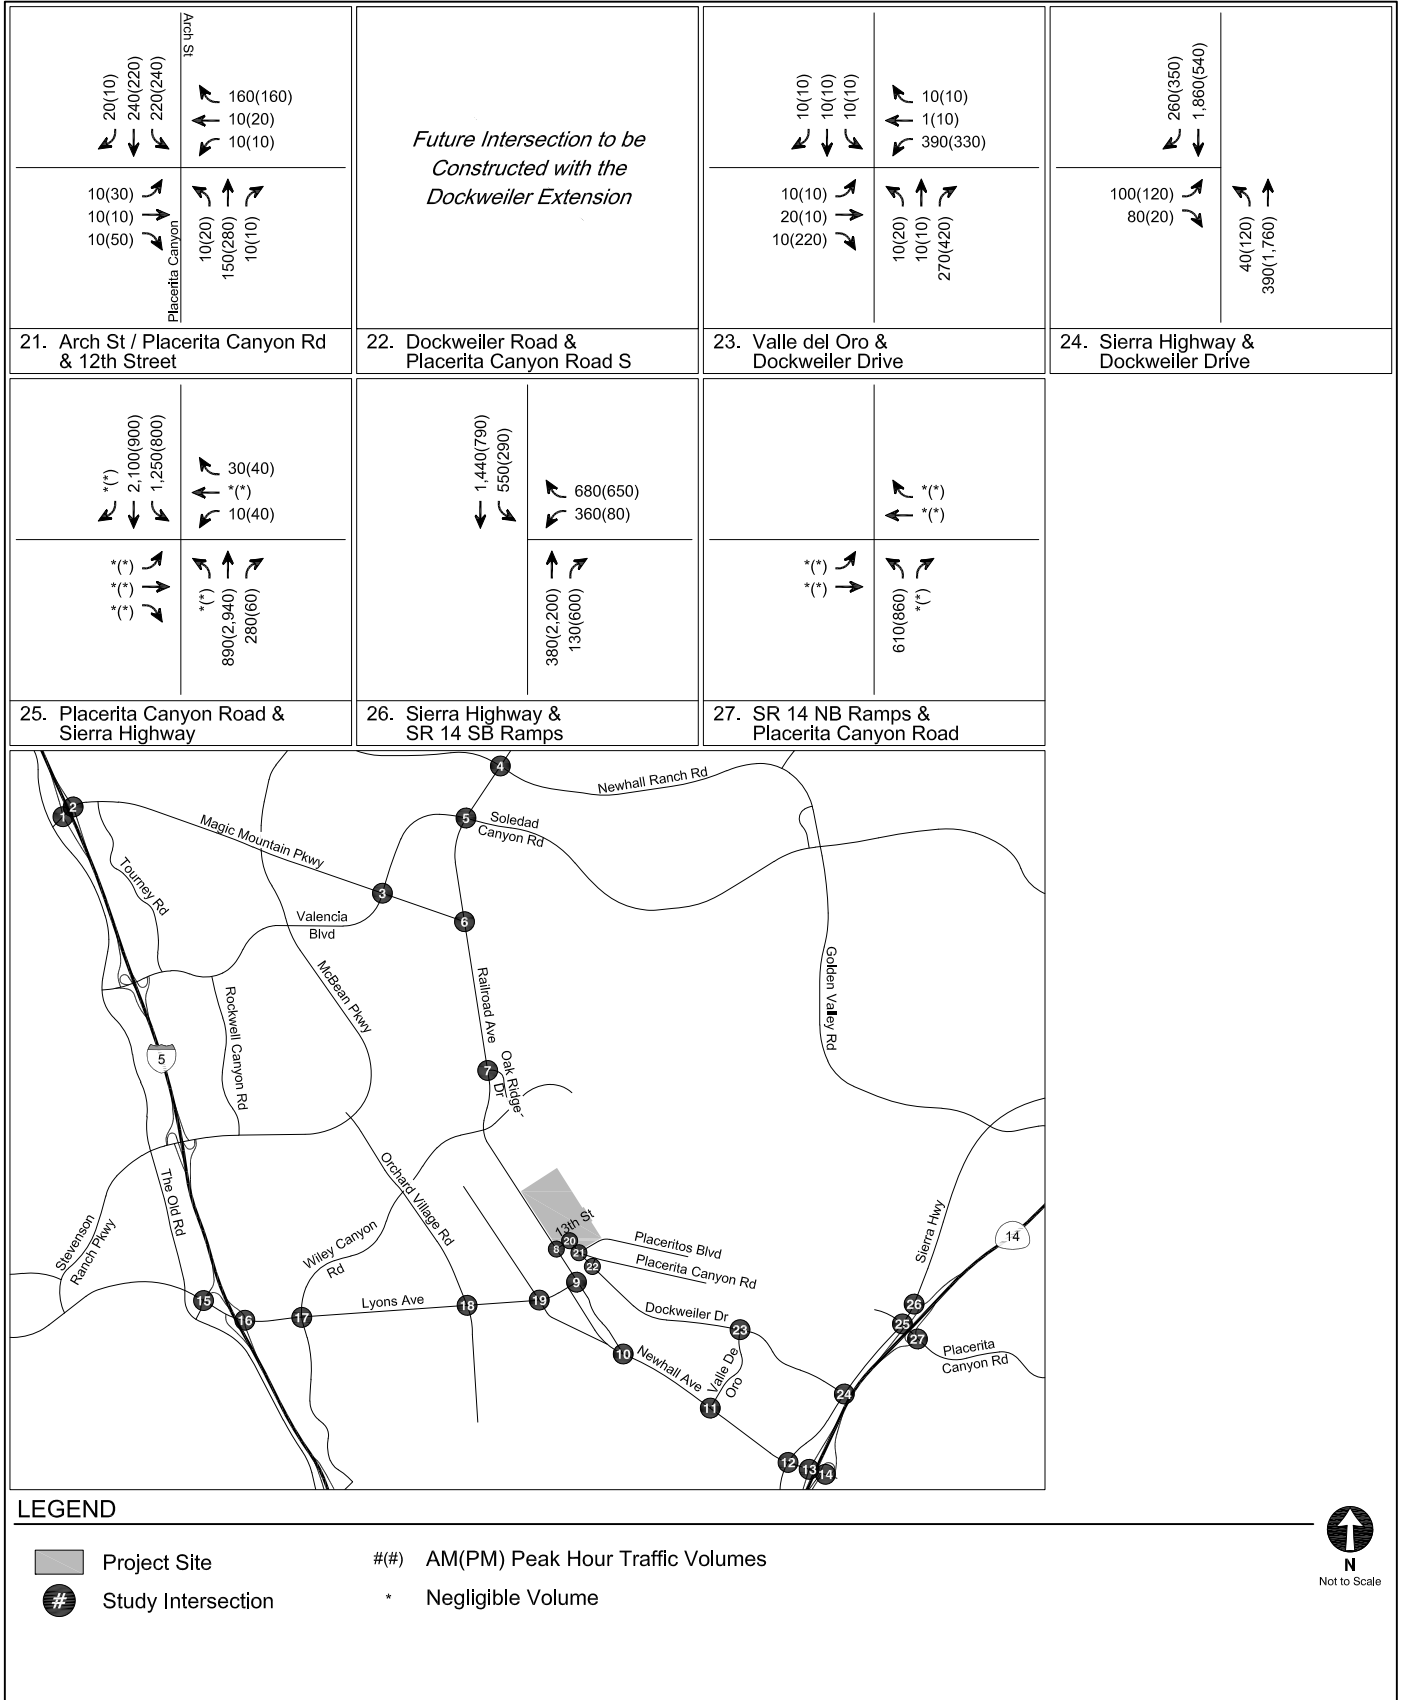 Arch St
20(10)
240(220)
220(240)
160(160)
10(20)
10(10)
10(30)
10(10)
10(50)
Placerita Canyon
10(20)
150(280)
10(10)
21. Arch St / Placerita Canyon Rd
& 12th Street
Future Intersection to be
Constructed with the
Dockweiler Extension
22. Dockweiler Road &
Placerita Canyon Road S
10(10)
10(10)
10(10)
10(10)
1(10)
390(330)
10(10)
20(10)
10(220)
10(20)
10(10)
270(420)
23. Valle del Oro &
Dockweiler Drive
260(350)
1,860(540)
100(120)
80(20)
40(120)
390(1,760)
24. Sierra Highway &
Dockweiler Drive
*(*)
2,100(900)
1,250(800)
30(40)
*(*)
10(40)
*(*)
*(*)
*(*)
*(*)
890(2,940)
280(60)
25. Placerita Canyon Road &
Sierra Highway
1,440(790)
550(290)
680(650)
360(80)
380(2,200)
130(600)
26. Sierra Highway &
SR 14 SB Ramps
*(*)
*(*)
*(*)
*(*)
610(860)
*(*)
27. SR 14 NB Ramps &
Placerita Canyon Road
4
Newhall Ranch Rd
2
1
5
Soledad
Canyon Rd
Magic Mountain Pkwy
Tourney Rd
3
Valencia
Blvd
6
McBean Pkwy
Railroad Ave
Golden Valley Rd
Rockwell Canyon Rd
5
7
Oak Ridge
Dr
Orchard Village Rd
The Old Rd
Stevenson
Ranch Pkwy
Wiley Canyon
Rd
13th St
20
8
21
22
Placeritos Blvd
Placerita Canyon Rd
Sierra Hwy
14
9
15
16
17
Lyons Ave
18
19
Dockweiler Dr
23
26
25
27
Placerita
Canyon Rd
10
Newhall Ave
Valle De
Oro
24
11
12
13
14
LEGEND
Project Site
#(#) AM(PM) Peak Hour Traffic Volumes
# Study Intersection
* Negligible Volume
N
Not to Scale